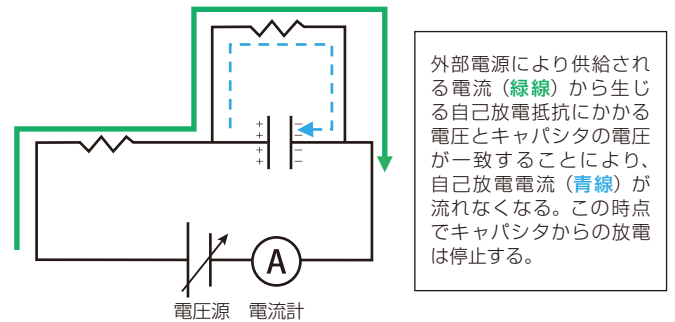 + + + +
− − − −
A
電圧源 電流計
外部電源により供給され
る電流（緑線）から生じ
る自己放電抵抗にかかる
電圧とキャパシタの電圧
が一致することにより、
自己放電電流（青線）が
流れなくなる。この時点
でキャパシタからの放電
は停止する。